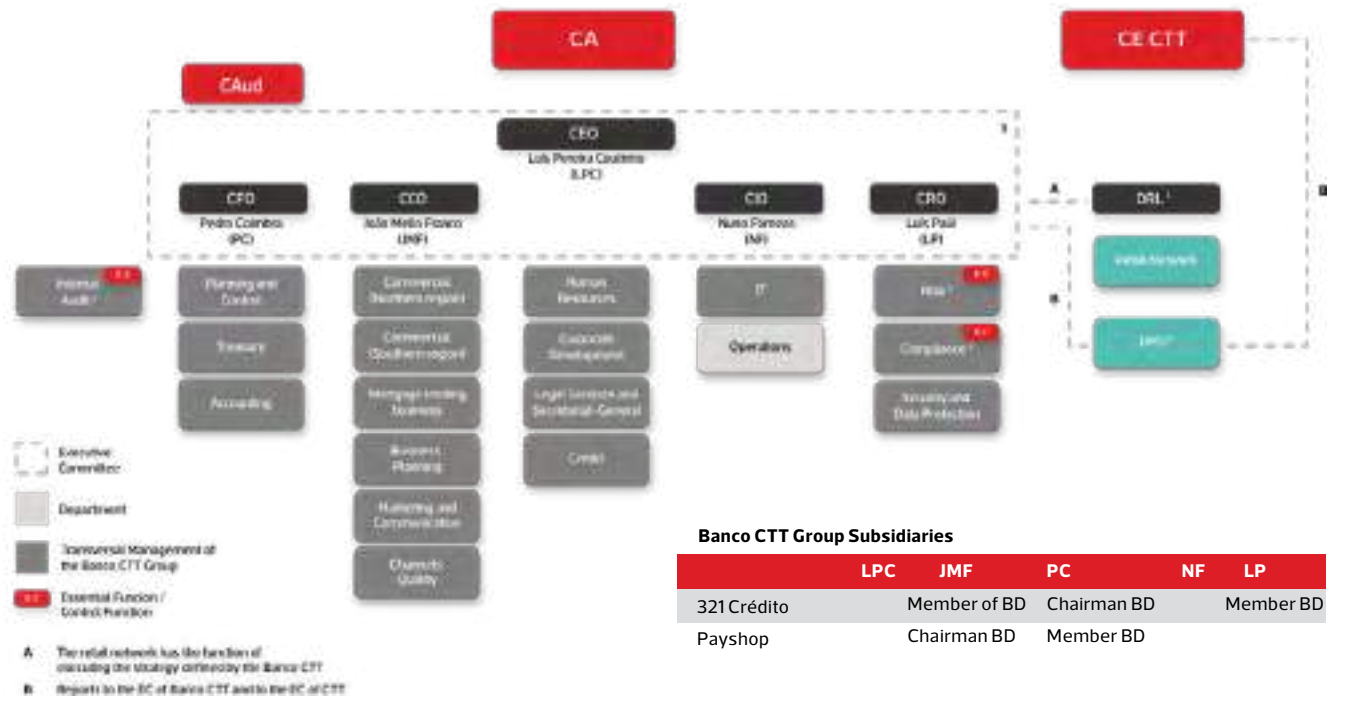 CA
CE CTT
CAud
CEO
Luís Pereira Coutinho
(LPC)
CFO
Pedro Coimbra
(PC)
CCO
João Mello Franco
(JMF)
CIO
Nuno
(NF)
CRO
Luís Paúl
(LP)
A
DRL
B
B
Internal
Audit
Planning and
Control
Treasury
Accounting
Commercial
(Northern region)
Commercial
(Southern region)
Mortgage lending
business
Business
Planning
Marketing and
Communication
Channels
Quality
Human
Resources
Corporate
Development
Legal Services and
Secretariat-General
Credit
IT
Operations
Risk
Compliance
Security and
Data Protection
Retail Network
Executive
Committee
Department
Transversal Management of
the Banco CTT Group
Essential Function /
Control Function
A The retail network has the function of
executing the strategy defined by the Banco CTT
B Reports to the EC of Banco CTT and to the EC of CTT
Banco CTT Group Subsidiaries
LPC JMF PC NF LP
321 Crédito Member of BD Chairman BD Member BD
Payshop Chairman BD Member BD